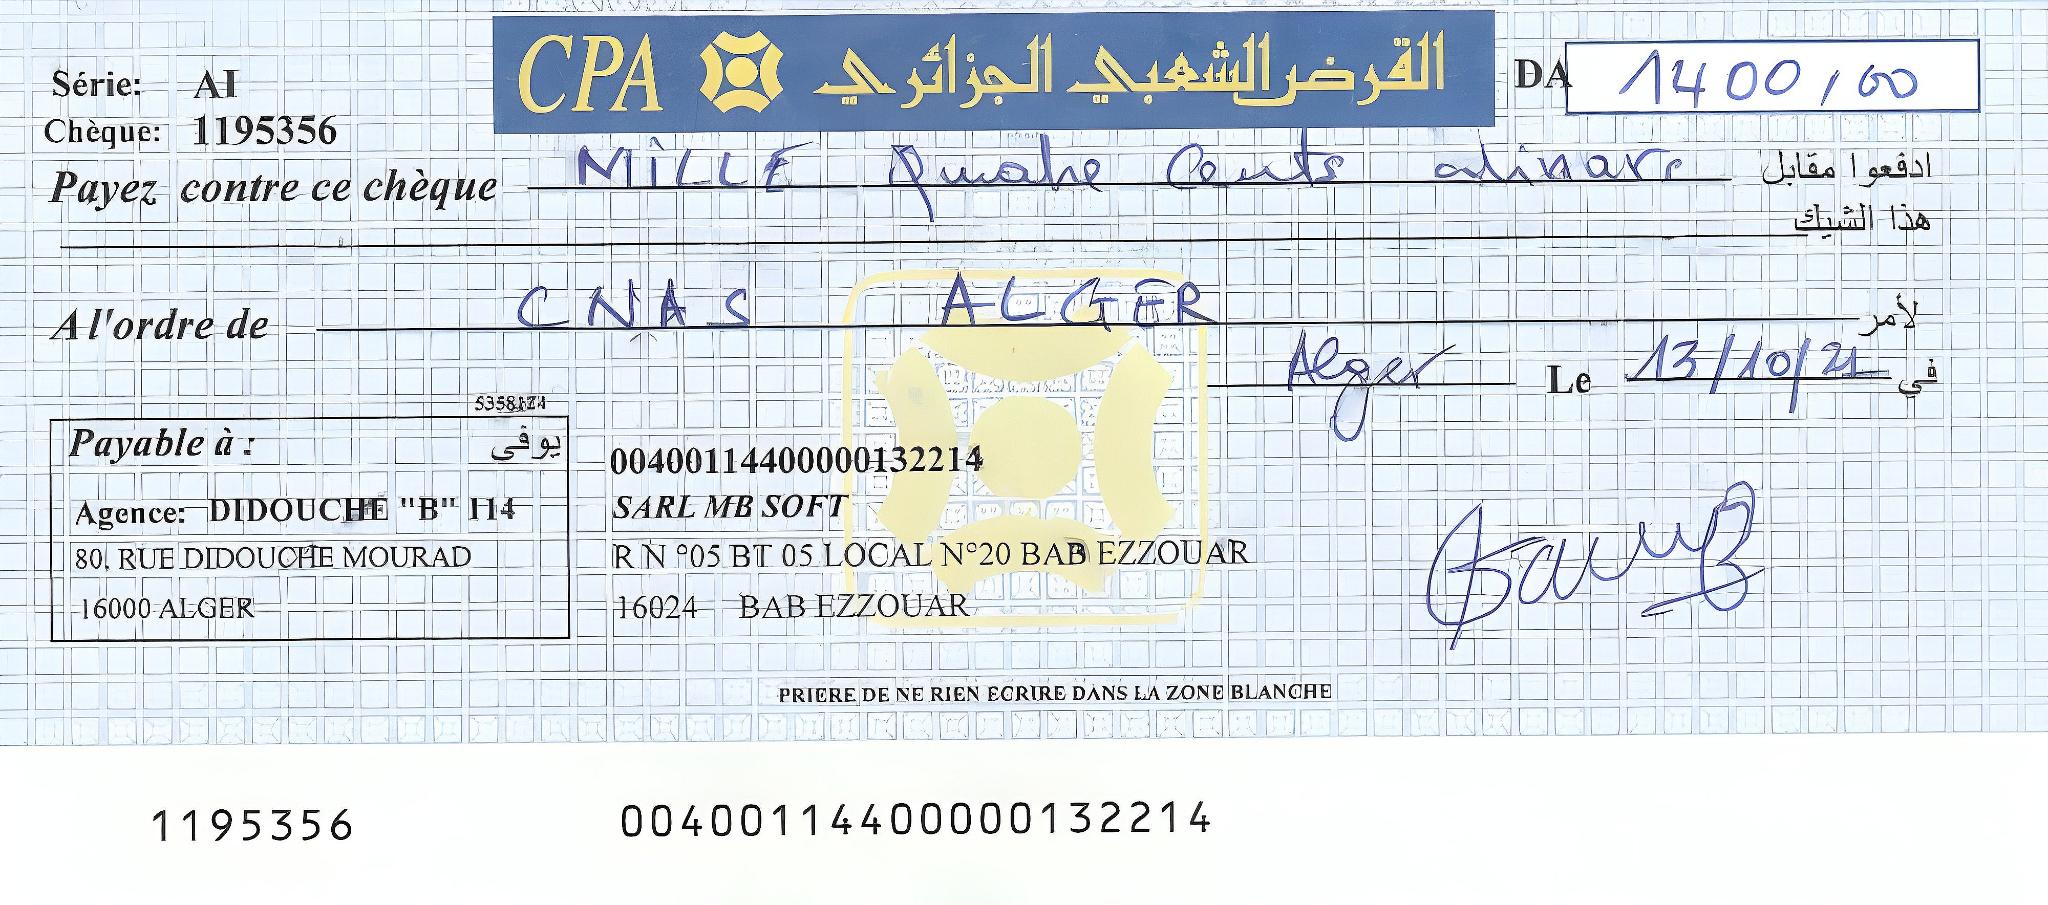 CPA القرض الشعبي الجزائري
Série: AI
DA 1400,00
Chèque: 1195356
Payez contre ce chèque MILLE quatre cents dinars ادفعوا مقابل
هذا الشيك
A l'ordre de CNAS ALGER لأمر
Alger Le 13/10/21 في
Payable à : يوفي
Agence: DIDOUCHE "B" 114
80, RUE DIDOUCHE MOURAD
16000 ALGER
00400114400000132214
SARL MB SOFT
R N °05 BT 05 LOCAL N°20 BAB EZZOUAR
16024 BAB EZZOUAR
PRIERE DE NE RIEN ECRIRE DANS LA ZONE BLANCHE
1195356 00400114400000132214